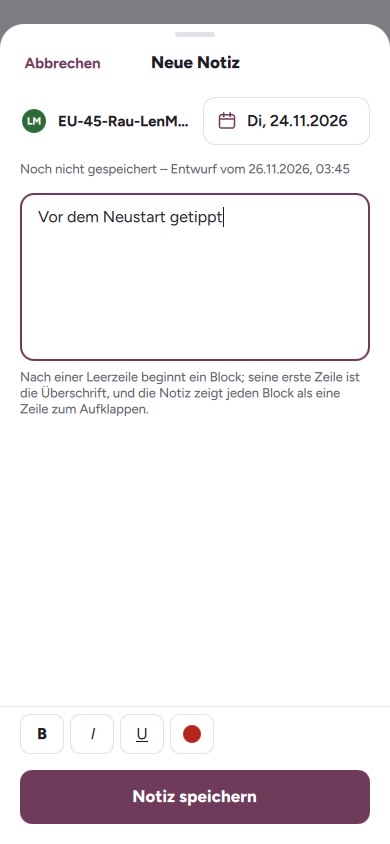 Abbrechen
Neue Notiz
LM
EU-45-Rau-LenM...
Di, 24.11.2026
Noch nicht gespeichert – Entwurf vom 26.11.2026, 03:45
Vor dem Neustart getippt
Nach einer Leerzeile beginnt ein Block; seine erste Zeile ist
die Überschrift, und die Notiz zeigt jeden Block als eine
Zeile zum Aufklappen.
B
I
U
Notiz speichern